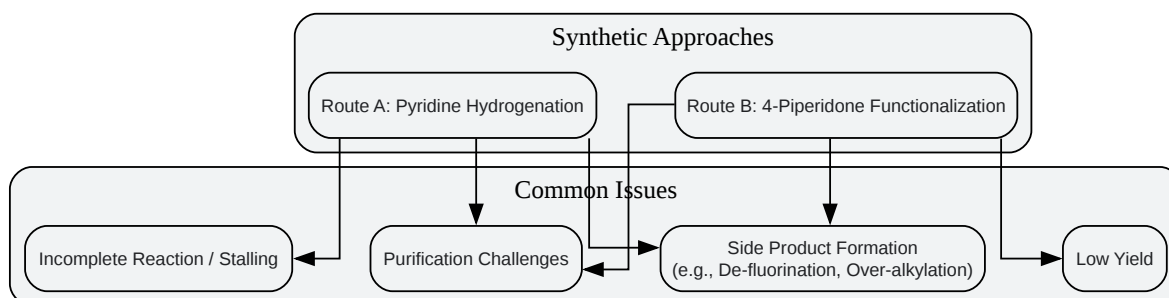 Synthetic Approaches
Route A: Pyridine Hydrogenation
Route B: 4-Piperidone Functionalization
Common Issues
Incomplete Reaction / Stalling
Purification Challenges
Side Product Formation
(e.g., De-fluorination, Over-alkylation)
Low Yield